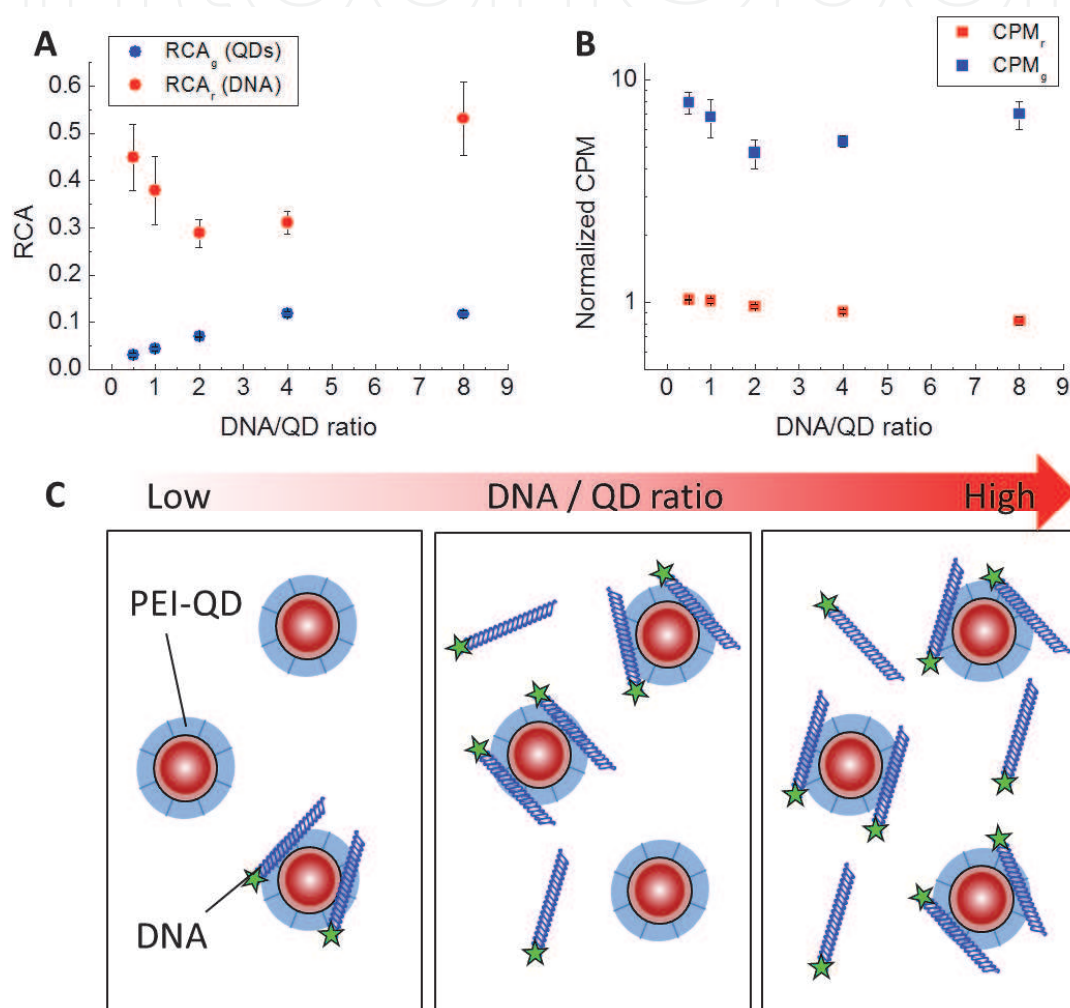 A
RCAg (QDs)
RCAr (DNA)
0.6
0.5
0.4
0.3
0.2
0.1
0.0
RCA
0 1 2 3 4 5 6 7 8 9
DNA/QD ratio
B
CPMr
CPMg
10
1
Normalized CPM
0 1 2 3 4 5 6 7 8 9
DNA/QD ratio
C
Low DNA / QD ratio High
PEI-QD
DNA